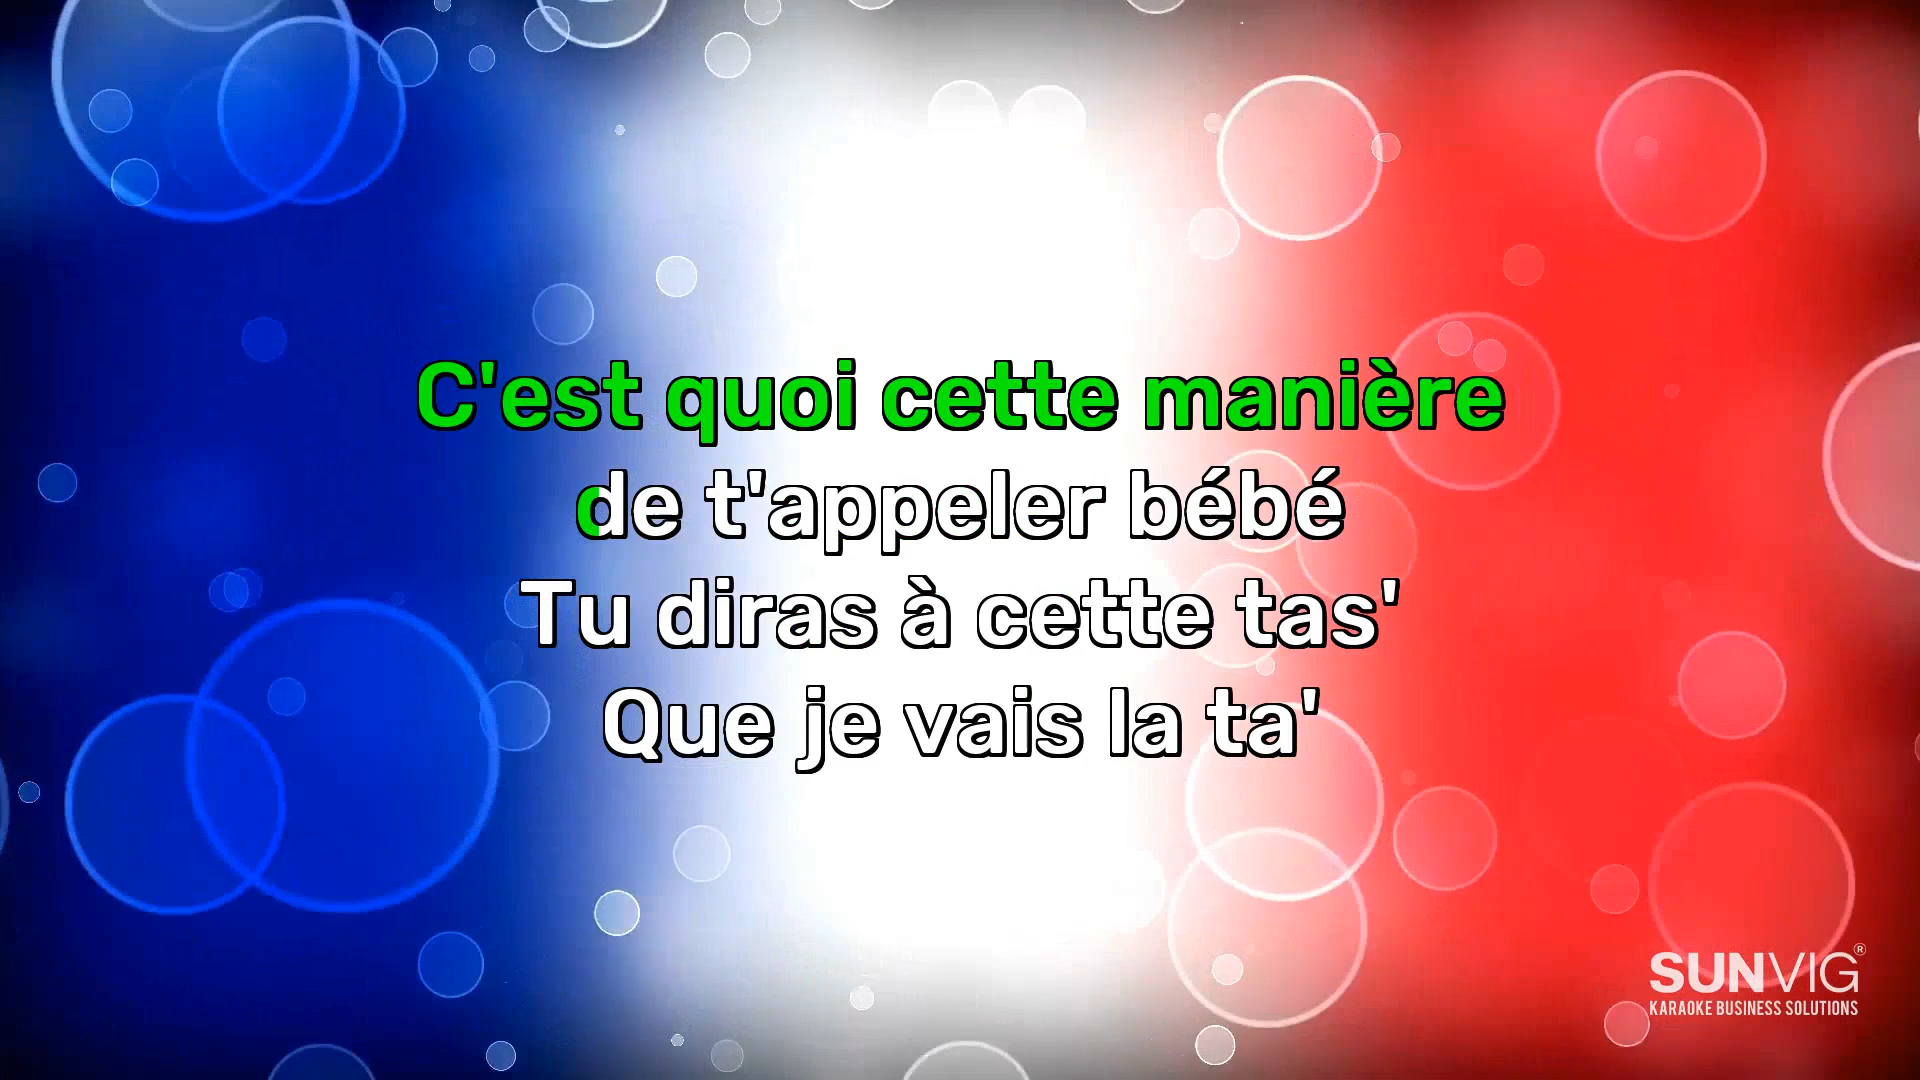 C'est quoi cette manière
de t'appeler bébé
Tu diras à cette tas'
Que je vais la ta'
SUNVIG®
KARAOKE BUSINESS SOLUTIONS